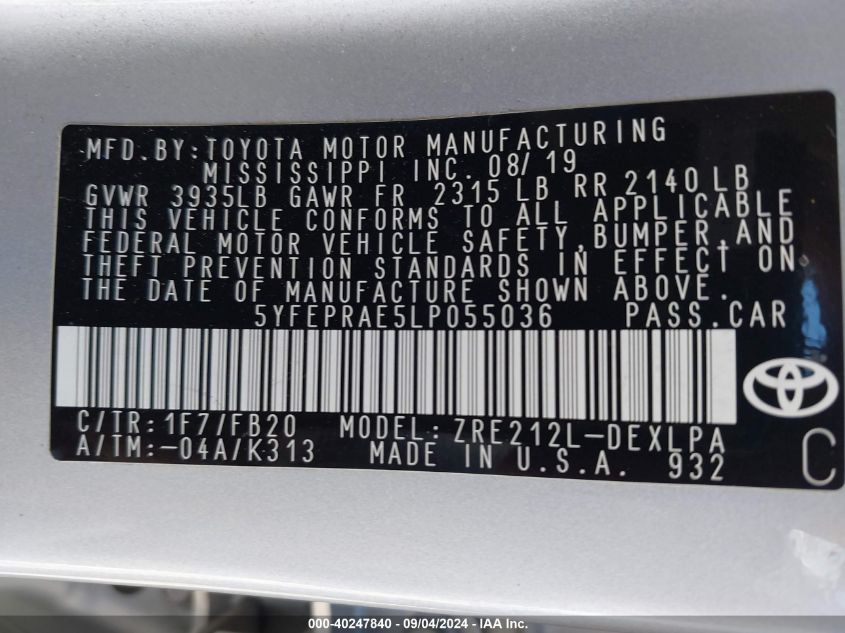 MFD.BY:TOYOTA MOTOR MANUFACTURING
MISSISSIPPI INC. 08/19
GVWR 3935LB GAWR FR 2315 LB RR 2140 LB
THIS VEHICLE CONFORMS TO ALL APPLICABLE
FEDERAL MOTOR VEHICLE SAFETY,BUMPER,AND
THEFT PREVENTION STANDARDS IN EFFECT ON
THE DATE OF MANUFACTURE SHOWN ABOVE.
5YFEPRAE5LP055036 PASS.CAR
C/TR:1F7/FB20 MODEL:ZRE212L-DEXLPA
A/TM:-04A/K313 MADE IN U.S.A. 932 C
000-40247840 - 09/04/2024 - IAA Inc.